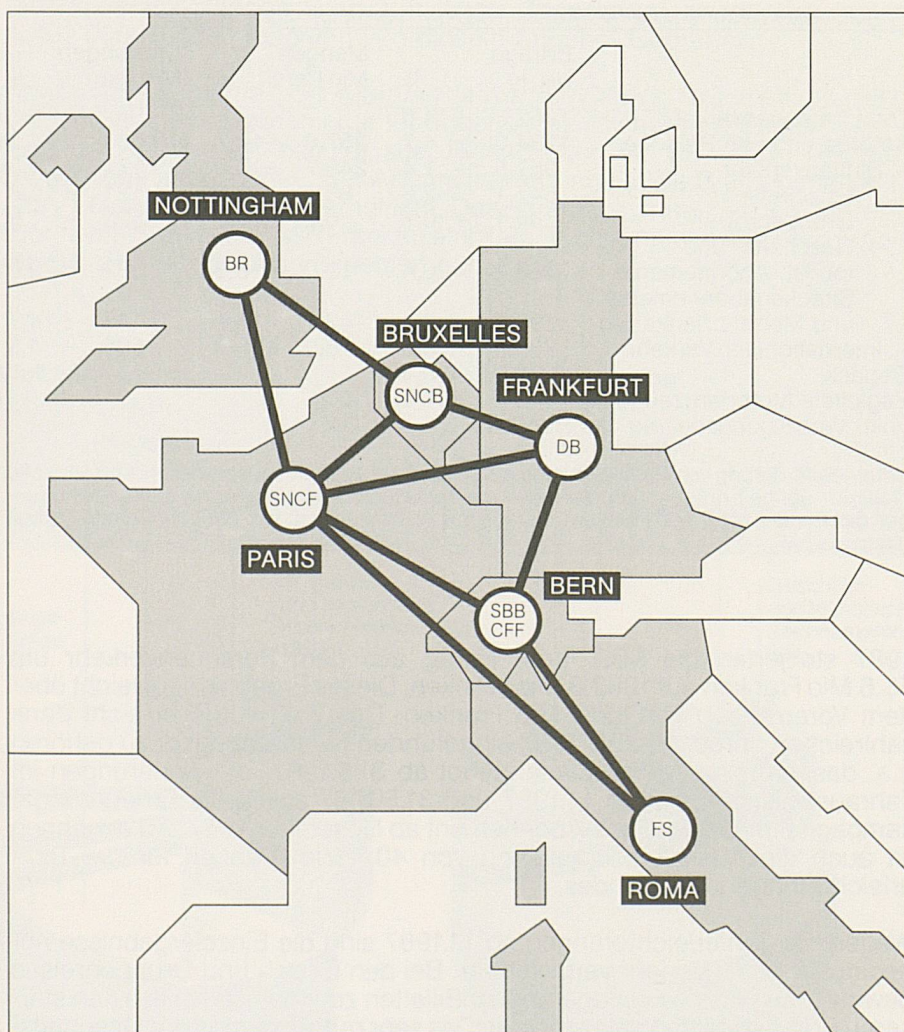 NOTTINGHAM
BR
BRUXELLES
SNCB
FRANKFURT
DB
SNCF
PARIS
BERN
SBB
CFF
FS
ROMA